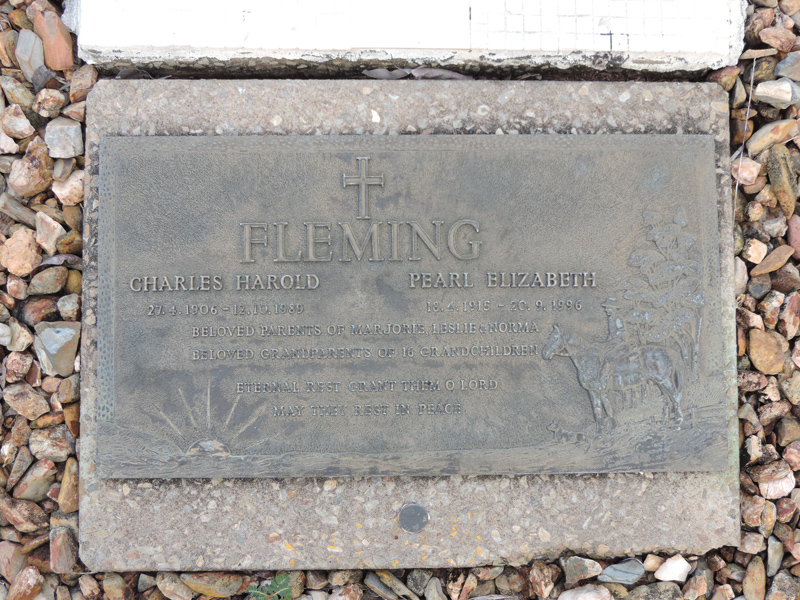 FLEMING
CHARLES HAROLD PEARL ELIZABETH
27.4.1906 – 12.10.1989 18.4.1915 – 20.9.1996
BELOVED PARENTS OF MARJORIE, LESLIE & NORMA
BELOVED GRANDPARENTS OF 16 GRANDCHILDREN
ETERNAL REST GRANT THEM O LORD
MAY THEY REST IN PEACE